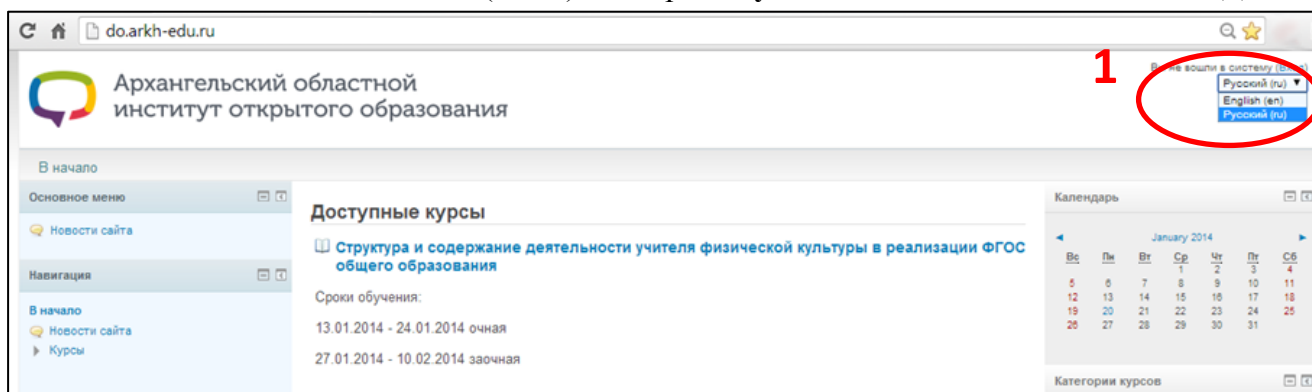 do.arkh-edu.ru
Архангельский областной
институт открытого образования
1
не вошли в систему
Русский (ru)
English (en)
Русский (ru)
В начало
Основное меню
Новости сайта
Навигация
В начало
Новости сайта
Курсы
Доступные курсы
Структура и содержание деятельности учителя физической культуры в реализации ФГОС
общего образования
Сроки обучения:
13.01.2014 - 24.01.2014 очная
27.01.2014 - 10.02.2014 заочная
Календарь
January 2014
Вс Пн Вт Ср Чт Пт Сб
1 2 3 4
5 6 7 8 9 10 11
12 13 14 15 16 17 18
19 20 21 22 23 24 25
26 27 28 29 30 31
Категории курсов